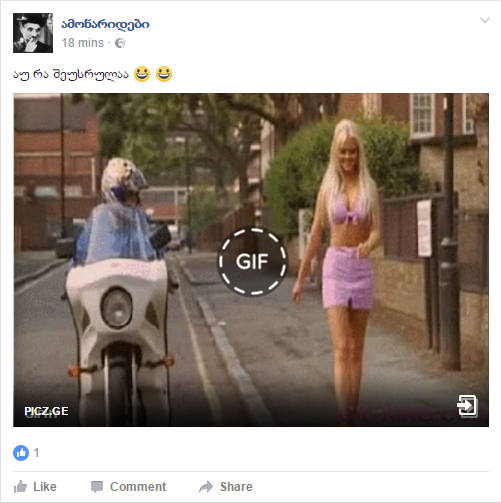 ამონარიდები
18 mins ·
აუ რა შეუსრულაა
GIF
PICZ.GE
1
Like Comment Share